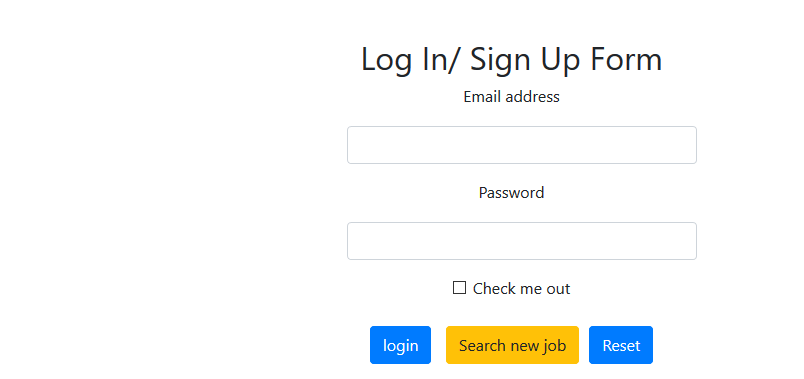 Log In/ Sign Up Form
Email address
Password
Check me out
login Search new job Reset